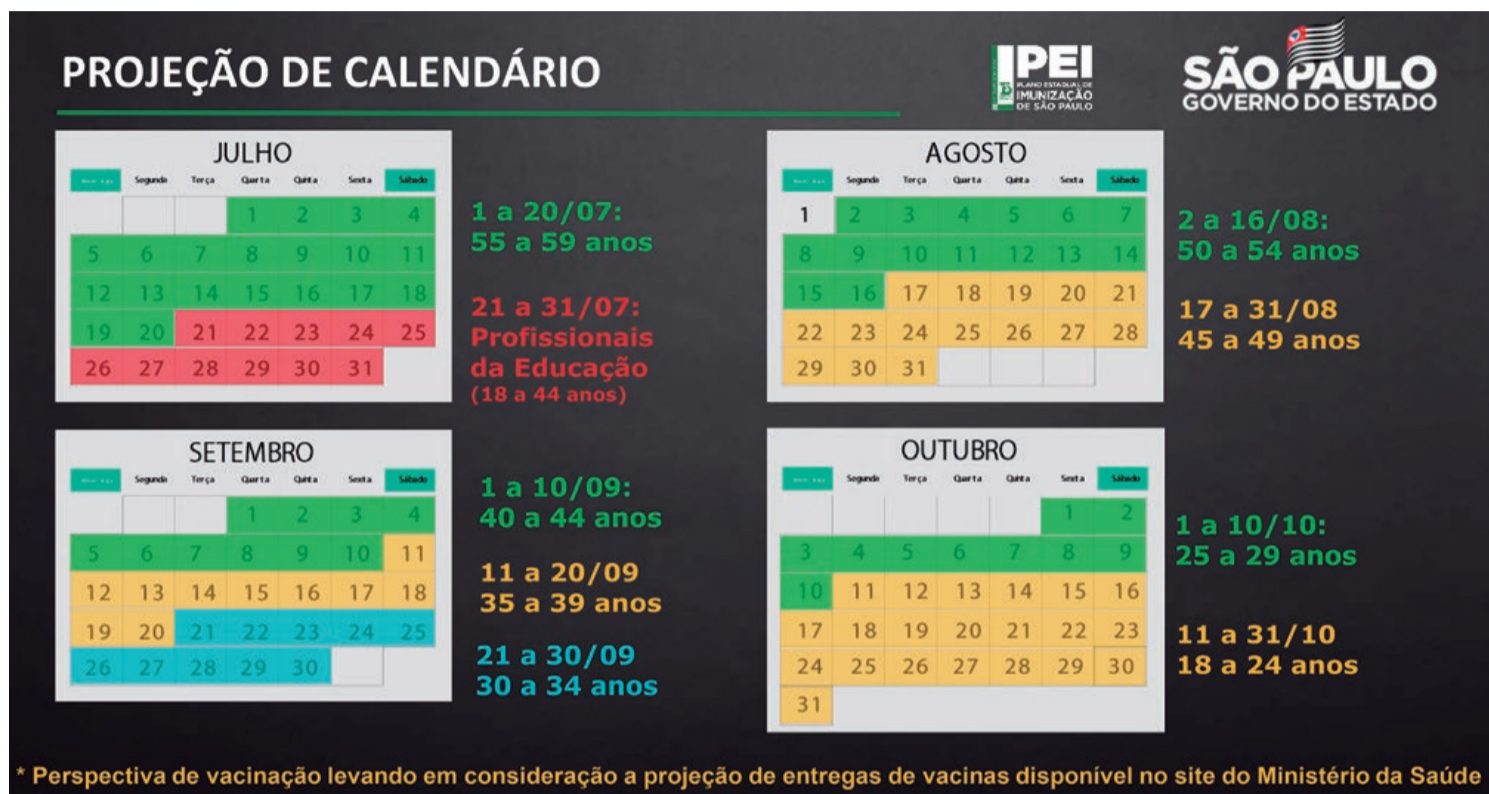 PROJEÇÃO DE CALENDÁRIO
PEI
PLANO ESTADUAL DE
IMUNIZAÇÃO
DE SÃO PAULO
SÃO PAULO
GOVERNO DO ESTADO
JULHO
Segunda Terça Quarta Quinta Sexta Sábado
1 2 3 4
5 6 7 8 9 10 11
12 13 14 15 16 17 18
19 20 21 22 23 24 25
26 27 28 29 30 31
1 a 20/07:
55 a 59 anos
21 a 31/07:
Profissionais
da Educação
(18 a 44 anos)
AGOSTO
Segunda Terça Quarta Quinta Sexta Sábado
1 2 3 4 5 6 7
8 9 10 11 12 13 14
15 16 17 18 19 20 21
22 23 24 25 26 27 28
29 30 31
2 a 16/08:
50 a 54 anos
17 a 31/08
45 a 49 anos
SETEMBRO
Segunda Terça Quarta Quinta Sexta Sábado
1 2 3 4
5 6 7 8 9 10 11
12 13 14 15 16 17 18
19 20 21 22 23 24 25
26 27 28 29 30
1 a 10/09:
40 a 44 anos
11 a 20/09
35 a 39 anos
21 a 30/09
30 a 34 anos
OUTUBRO
Segunda Terça Quarta Quinta Sexta Sábado
1 2
3 4 5 6 7 8 9
10 11 12 13 14 15 16
17 18 19 20 21 22 23
24 25 26 27 28 29 30
31
1 a 10/10:
25 a 29 anos
11 a 31/10
18 a 24 anos
* Perspectiva de vacinação levando em consideração a projeção de entregas de vacinas disponível no site do Ministério da Saúde